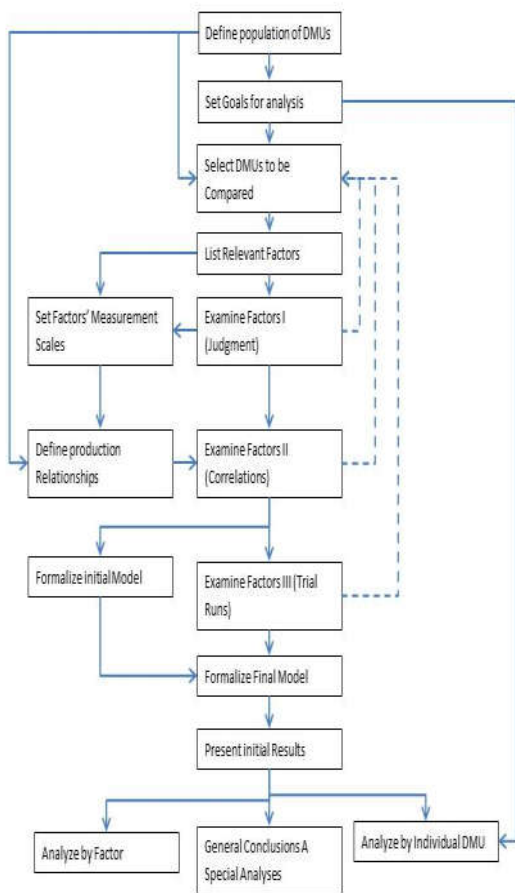 Define population of DMUs
Set Goals for analysis
Select DMUs to be
Compared
List Relevant Factors
Set Factors' Measurement
Scales
Examine Factors I
(Judgment)
Define production
Relationships
Examine Factors II
(Correlations)
Formalize initial Model
Examine Factors III (Trial
Runs)
Formalize Final Model
Present initial Results
Analyze by Factor
General Conclusions A
Special Analyses
Analyze by Individual DMU